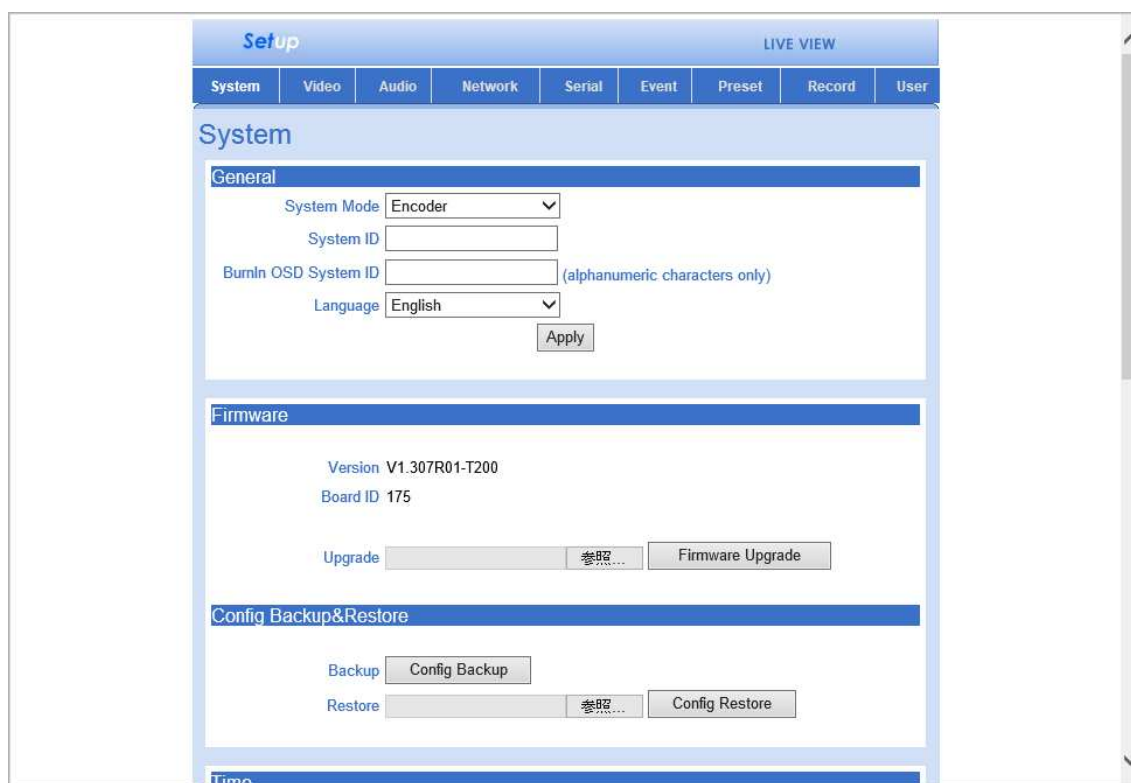 Setup LIVE VIEW
System Video Audio Network Serial Event Preset Record User
System
General
System Mode Encoder
System ID
BurnIn OSD System ID (alphanumeric characters only)
Language English
Apply
Firmware
Version V1.307R01-T200
Board ID 175
Upgrade 参照... Firmware Upgrade
Config Backup&Restore
Backup Config Backup
Restore 参照... Config Restore
Time